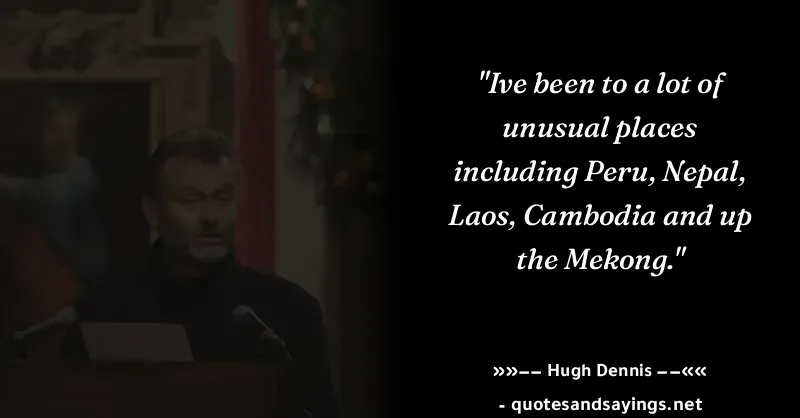 "Ive been to a lot of
unusual places
including Peru, Nepal,
Laos, Cambodia and up
the Mekong."
»»−− Hugh Dennis −−««
- quotesandsayings.net